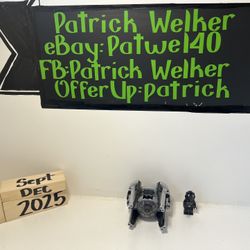 Patrick Welker
eBay: Patwel40
FB: Patrick Welker
OfferUp: patrick
Sept
Dec
2025